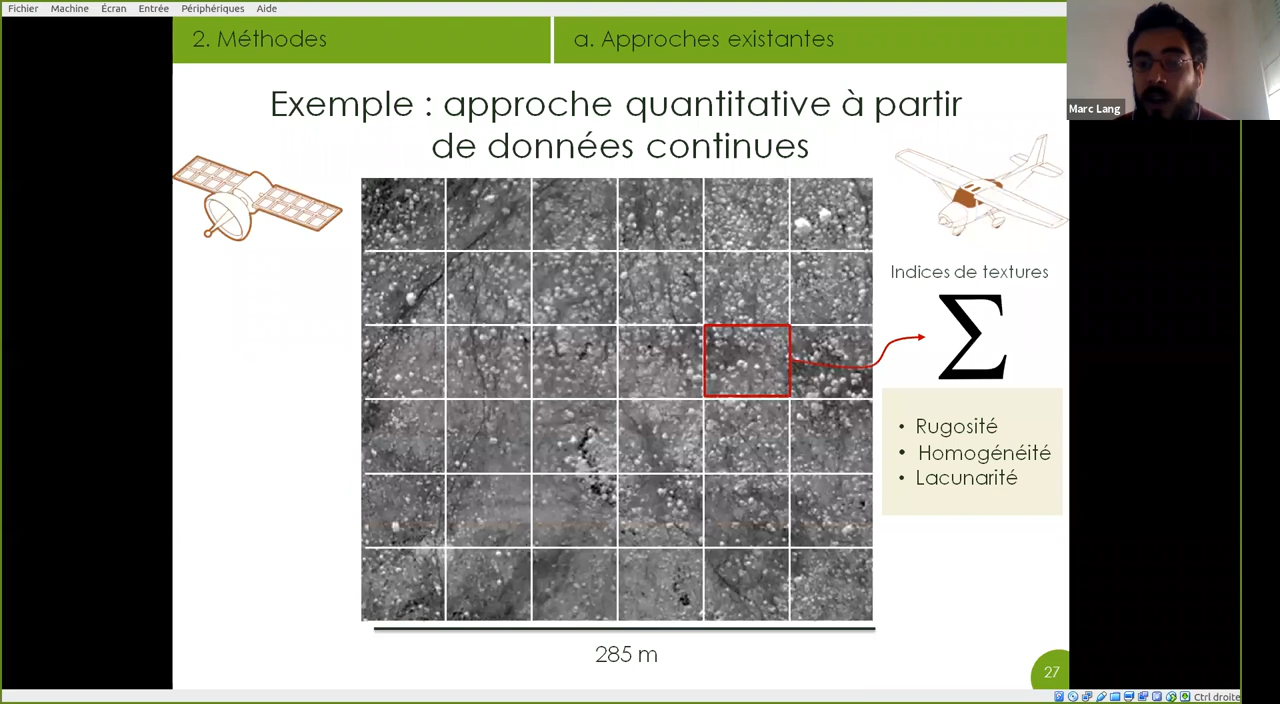 Fichier Machine Écran Entrée Périphériques Aide
2. Méthodes
a. Approches existantes
Marc Lang
Exemple : approche quantitative à partir
de données continues
Indices de textures
Σ
• Rugosité
• Homogénéité
• Lacunarité
285 m
27
Ctrl droite